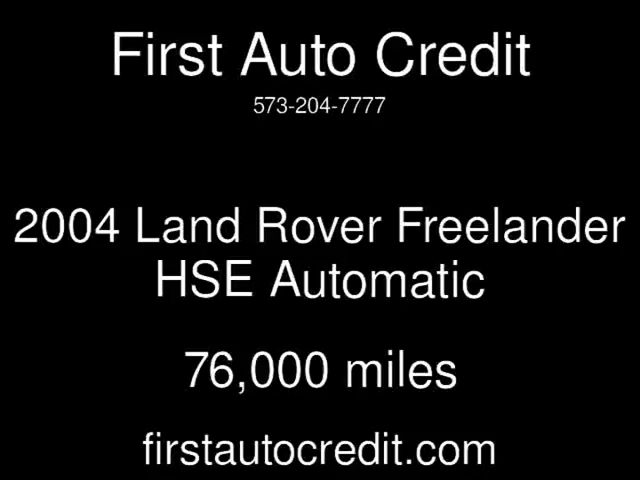 First Auto Credit
573-204-7777
2004 Land Rover Freelander
HSE Automatic
76,000 miles
firstautocredit.com